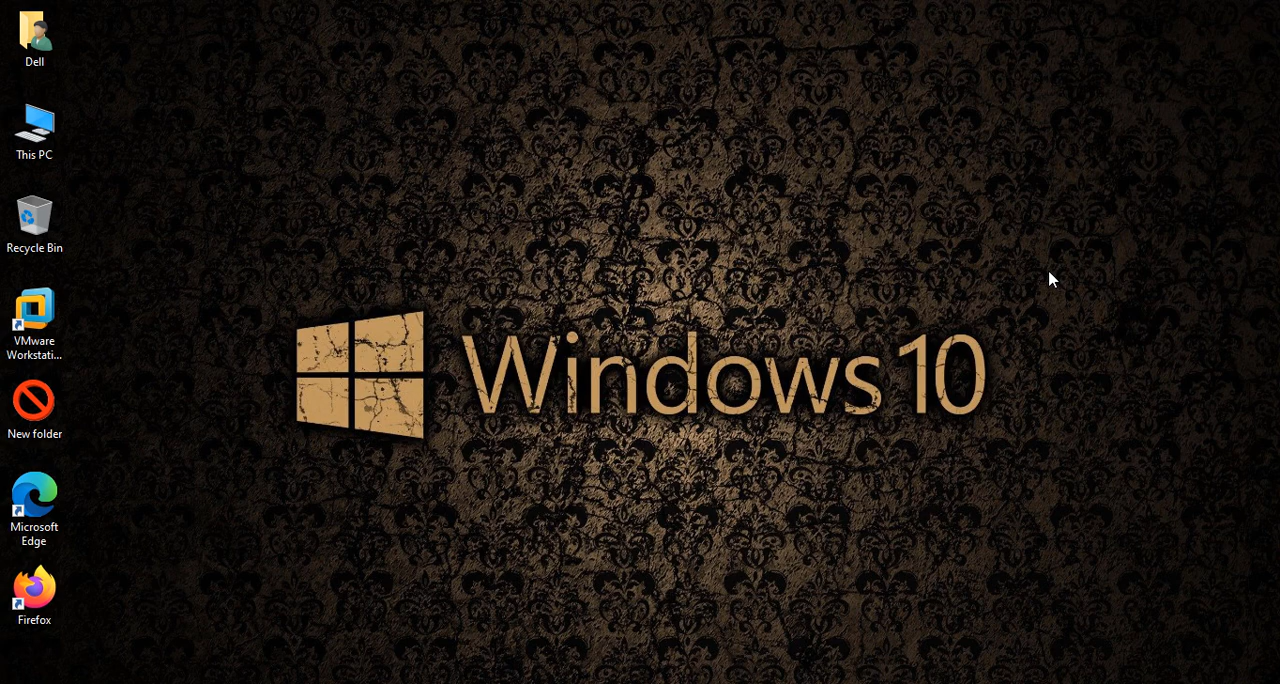 Dell
This PC
Recycle Bin
VMware
Workstati...
New folder
Microsoft
Edge
Firefox
Windows 10